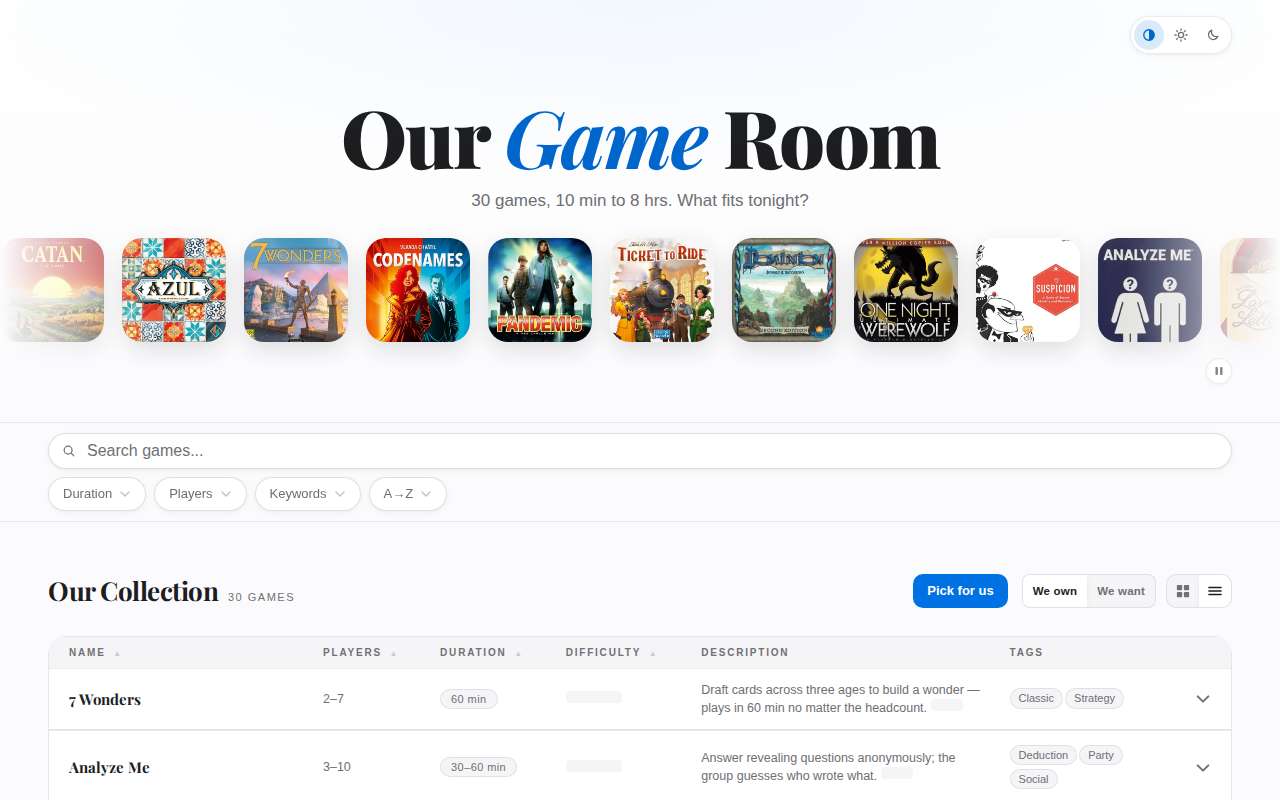 Our Game Room
30 games, 10 min to 8 hrs. What fits tonight?
CATAN
AZUL
7 WONDERS
CODENAMES
PANDEMIC
TICKET TO RIDE
DOMINION
SECOND EDITION
ONE NIGHT
ULTIMATE
WEREWOLF
SUSPICION
ANALYZE ME
Search games...
Duration
Players
Keywords
A→Z
Our Collection 30 GAMES
Pick for us
We own
We want
NAME ▲ PLAYERS ▲ DURATION ▲ DIFFICULTY ▲ DESCRIPTION TAGS
7 Wonders
2–7
60 min
Draft cards across three ages to build a wonder —
plays in 60 min no matter the headcount.
Classic Strategy
Analyze Me
3–10
30–60 min
Answer revealing questions anonymously; the
group guesses who wrote what.
Deduction Party
Social